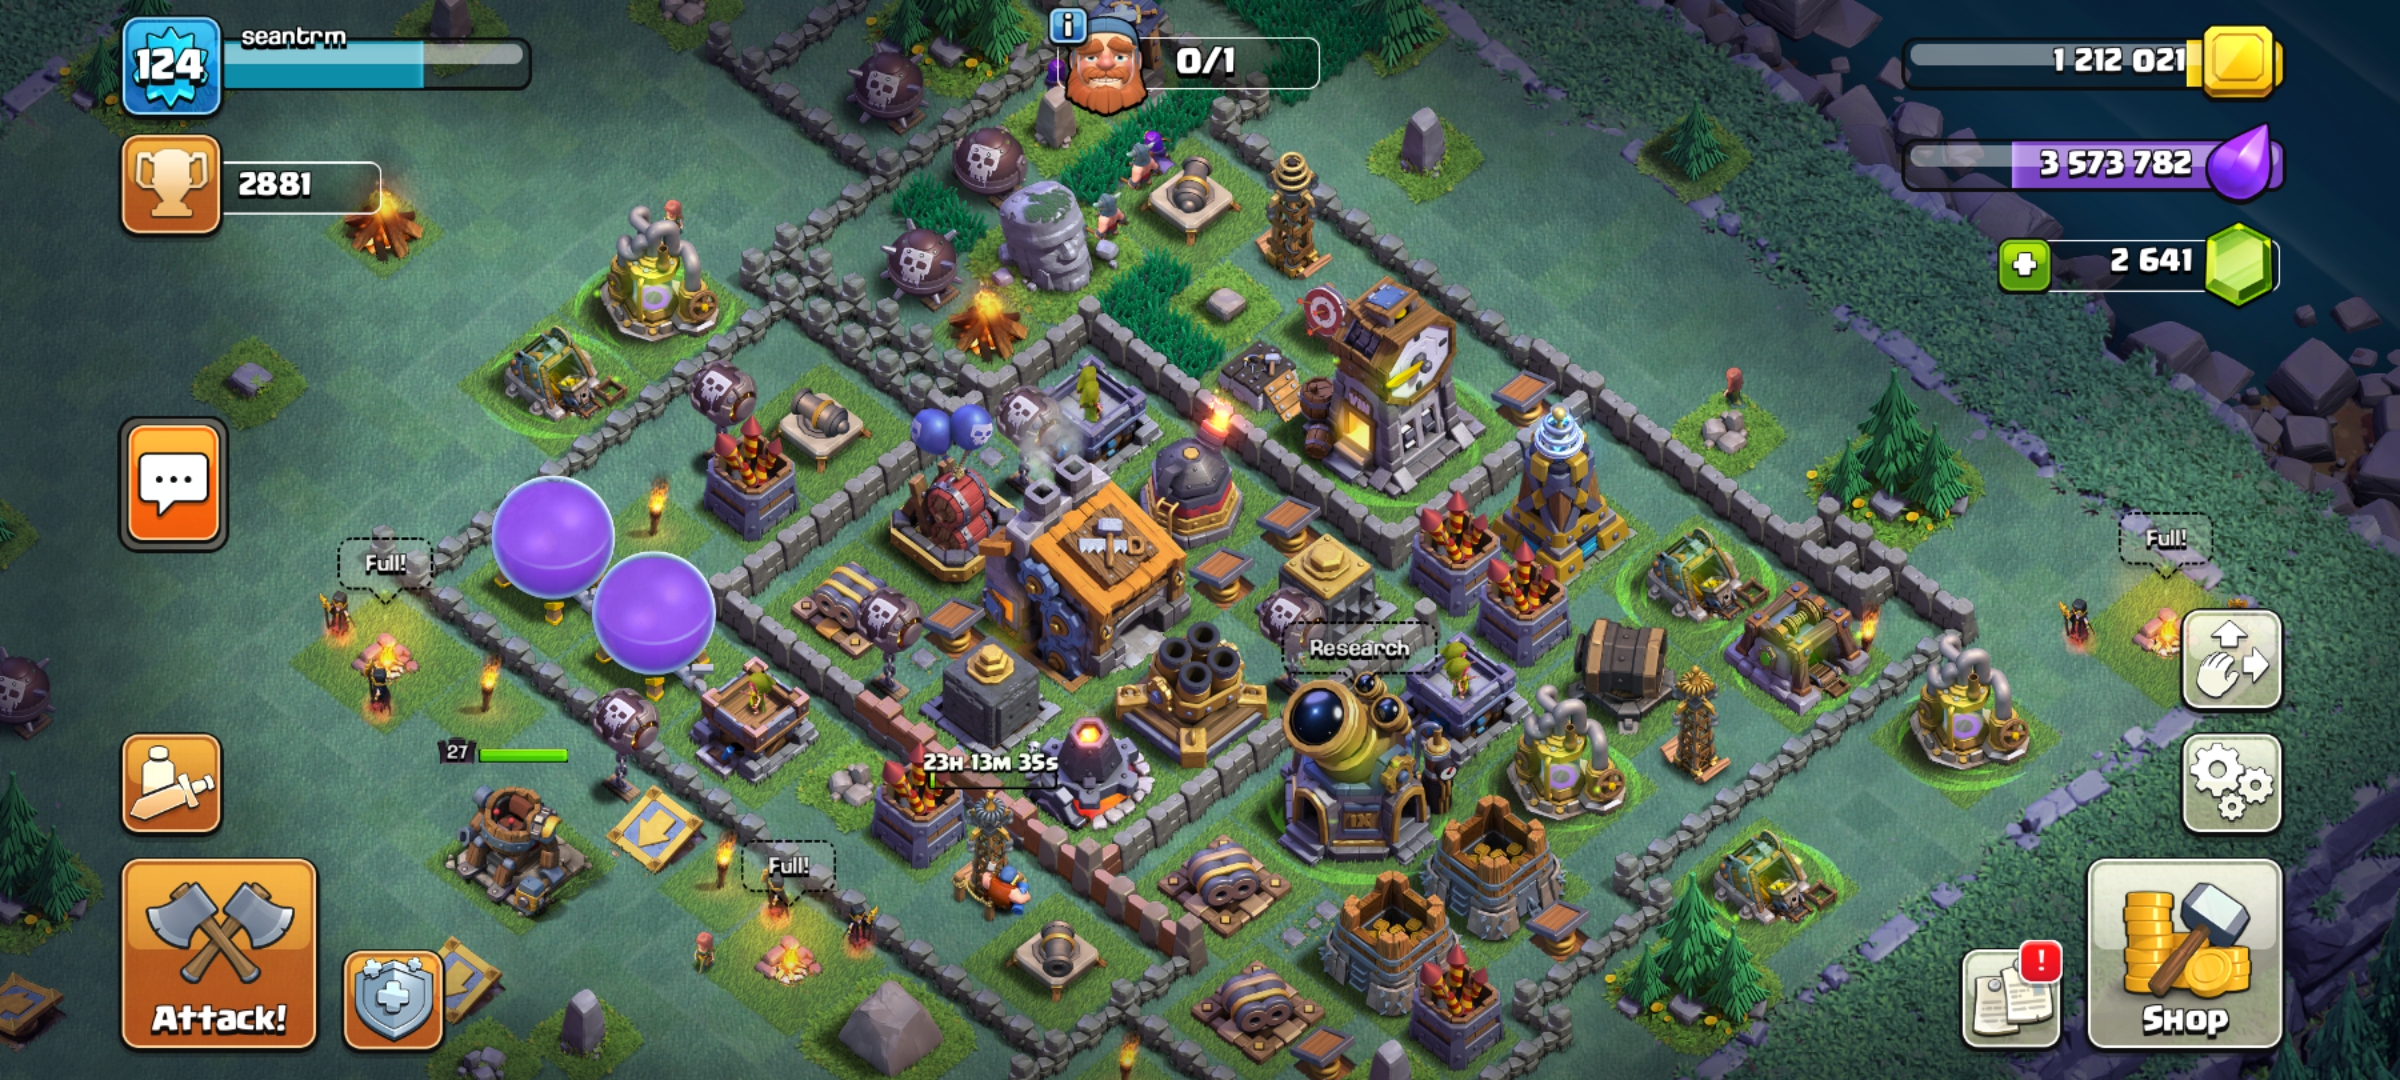 seantrm
124
i
0/1
1 212 021
2881
3 573 782
2 641
Full!
Full!
Research
27
23H 13M 35s
Full!
Attack!
!
Shop